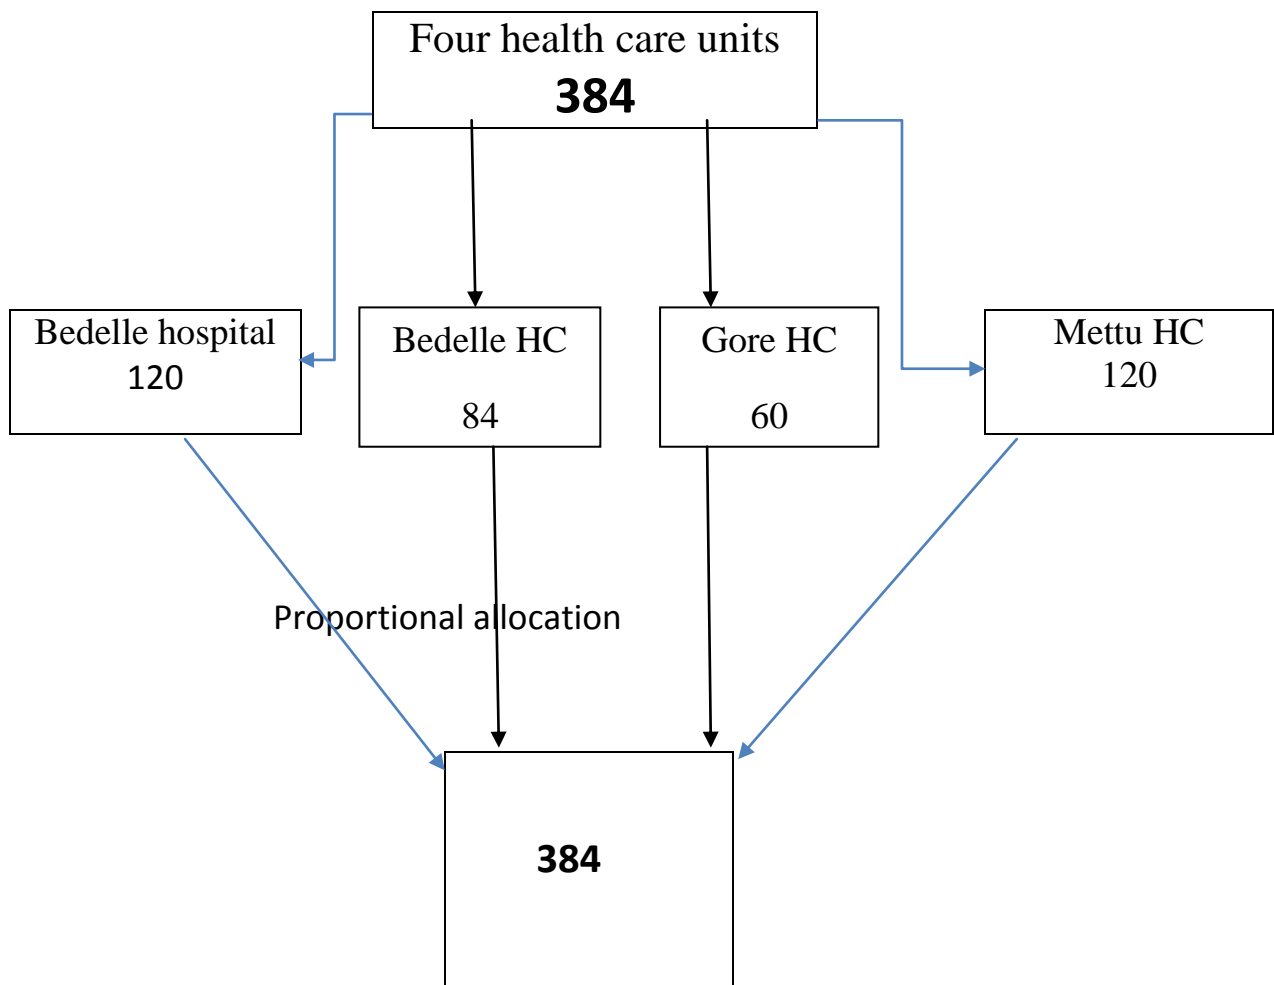 Four health care units
384
Bedelle hospital
120
Bedelle HC
84
Gore HC
60
Mettu HC
120
Proportional allocation
384